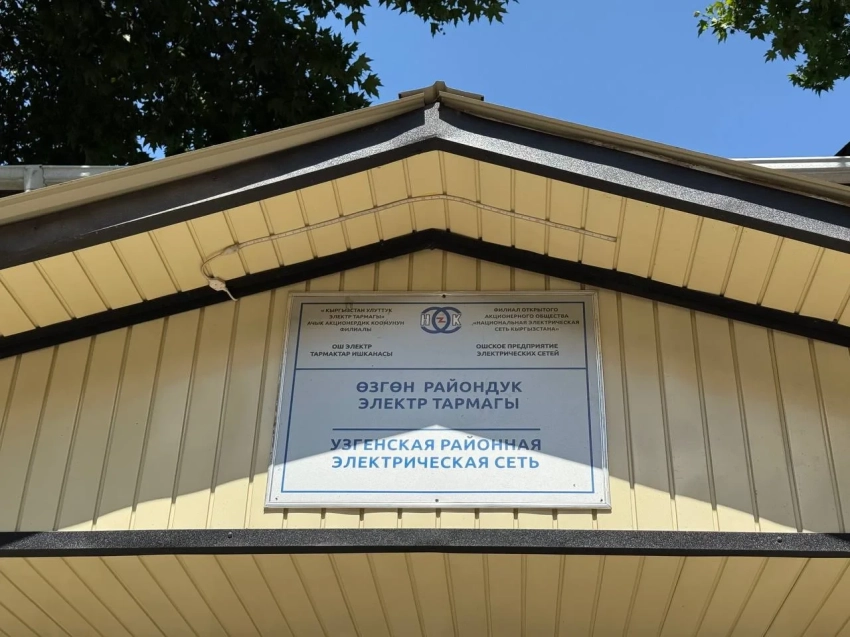 « КЫРГЫЗСТАН УЛУТТУК
ЭЛЕКТР ТАРМАГЫ»
АЧЫК АКЦИОНЕРДИК КООМУНУН
ФИЛИАЛЫ
ОШ ЭЛЕКТР
ТАРМАКТАР ИШКАНАСЫ
Н К
ФИЛИАЛ ОТКРЫТОГО
АКЦИОНЕРНОГО ОБЩЕСТВА
«НАЦИОНАЛЬНАЯ ЭЛЕКТРИЧЕСКАЯ
СЕТЬ КЫРГЫЗСТАНА»
ОШСКОЕ ПРЕДПРИЯТИЕ
ЭЛЕКТРИЧЕСКИХ СЕТЕЙ
ӨЗГӨН РАЙОНДУК
ЭЛЕКТР ТАРМАГЫ
УЗГЕНСКАЯ РАЙОННАЯ
ЭЛЕКТРИЧЕСКАЯ СЕТЬ